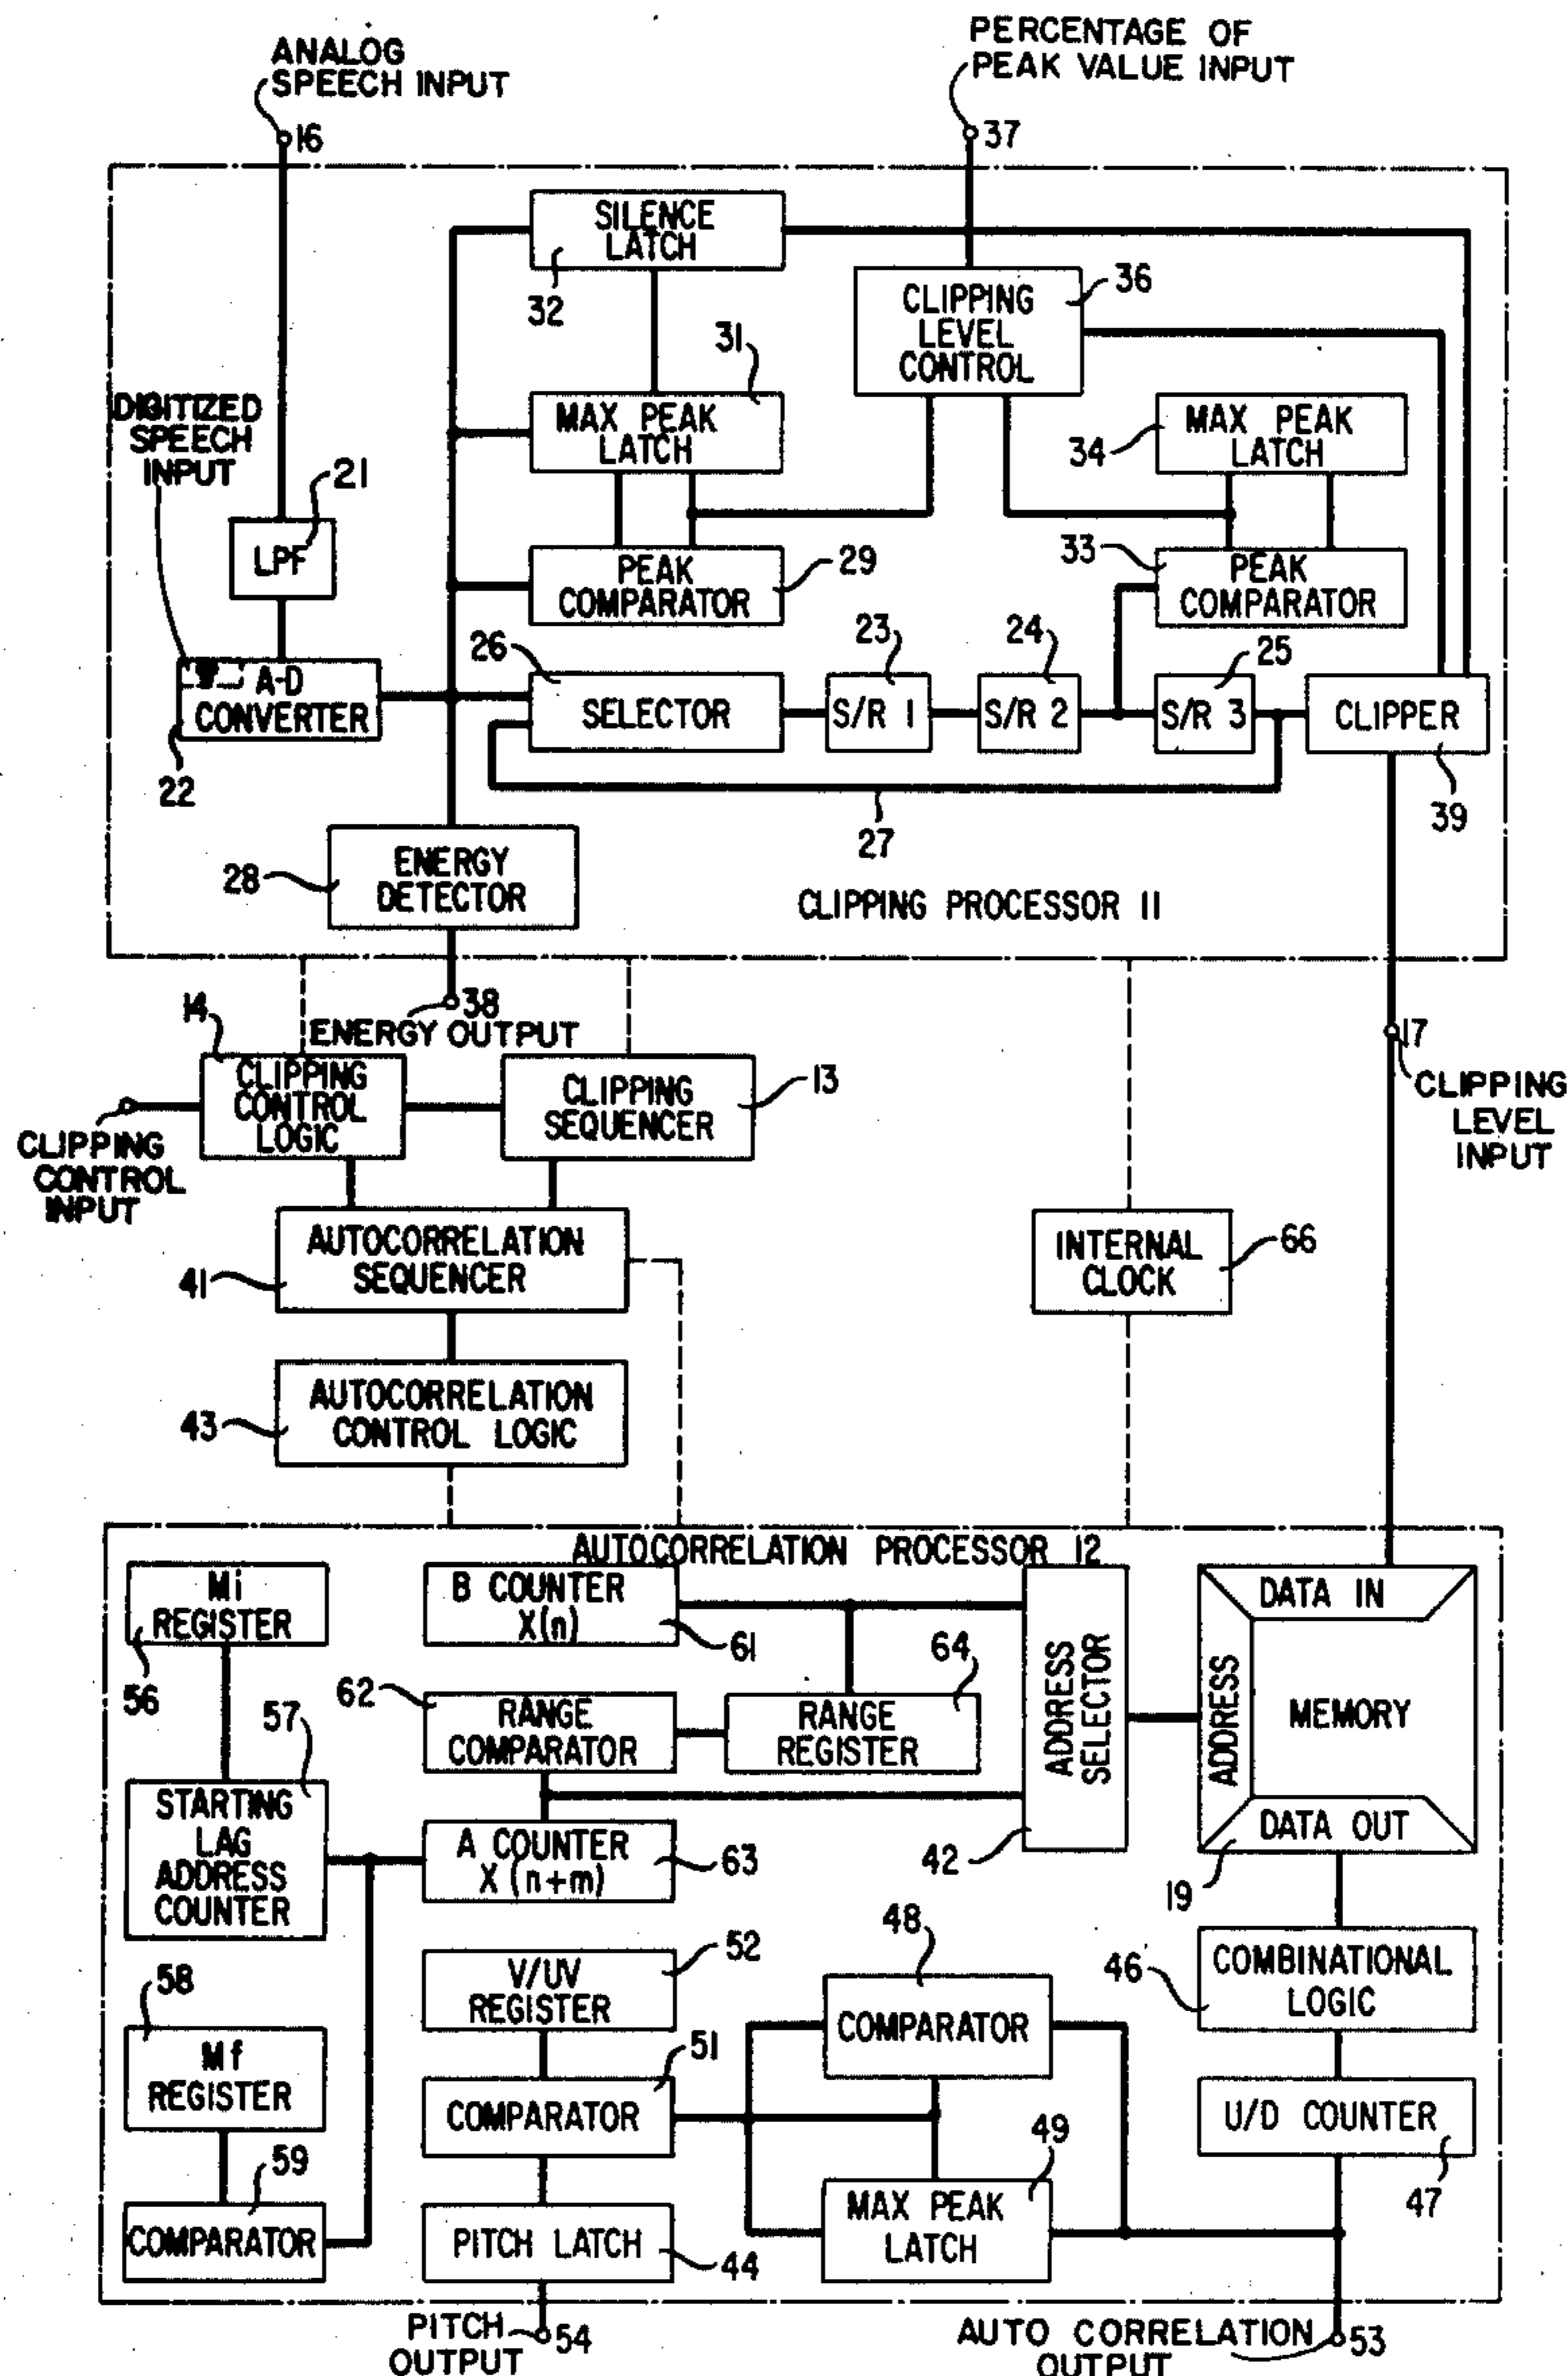 ANALOG
SPEECH INPUT
16
PERCENTAGE OF
PEAK VALUE INPUT
37
SILENCE
LATCH
32
CLIPPING
LEVEL
CONTROL
36
31
MAX PEAK
LATCH
MAX PEAK
LATCH
34
DIGITIZED
SPEECH
INPUT
21
LPF
PEAK
COMPARATOR
29
33
PEAK
COMPARATOR
A-D
CONVERTER
22
26
SELECTOR
23
S/R 1
24
S/R 2
25
S/R 3
CLIPPER
39
27
28
ENERGY
DETECTOR
CLIPPING PROCESSOR 11
38
ENERGY OUTPUT
14
CLIPPING
CONTROL
LOGIC
CLIPPING
SEQUENCER
13
17
CLIPPING
LEVEL
INPUT
CLIPPING
CONTROL
INPUT
AUTOCORRELATION
SEQUENCER
41
INTERNAL
CLOCK
66
AUTOCORRELATION
CONTROL LOGIC
43
AUTOCORRELATION PROCESSOR 12
Mi
REGISTER
56
B COUNTER
X(n)
61
ADDRESS
SELECTOR
42
DATA IN
ADDRESS
MEMORY
DATA OUT
19
62
RANGE
COMPARATOR
64
RANGE
REGISTER
57
STARTING
LAG
ADDRESS
COUNTER
A COUNTER
X(n+m)
63
58
Mf
REGISTER
52
V/UV
REGISTER
48
COMPARATOR
46
COMBINATIONAL
LOGIC
51
COMPARATOR
U/D COUNTER
47
59
COMPARATOR
49
MAX PEAK
LATCH
PITCH LATCH
44
PITCH
OUTPUT
54
AUTO CORRELATION
OUTPUT
53